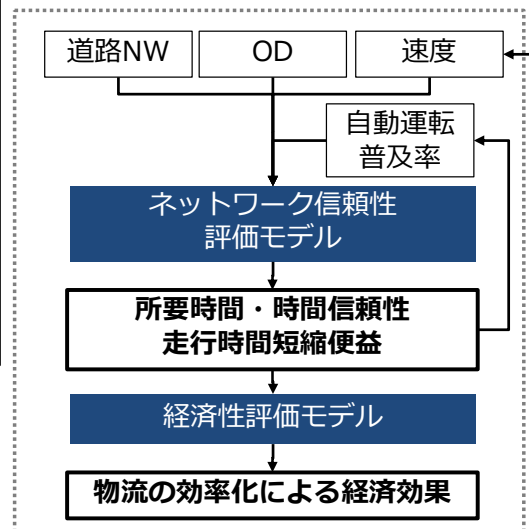 道路NW
OD
速度
自動運転
普及率
ネットワーク信頼性
評価モデル
所要時間・時間信頼性
走行時間短縮便益
経済性評価モデル
物流の効率化による経済効果